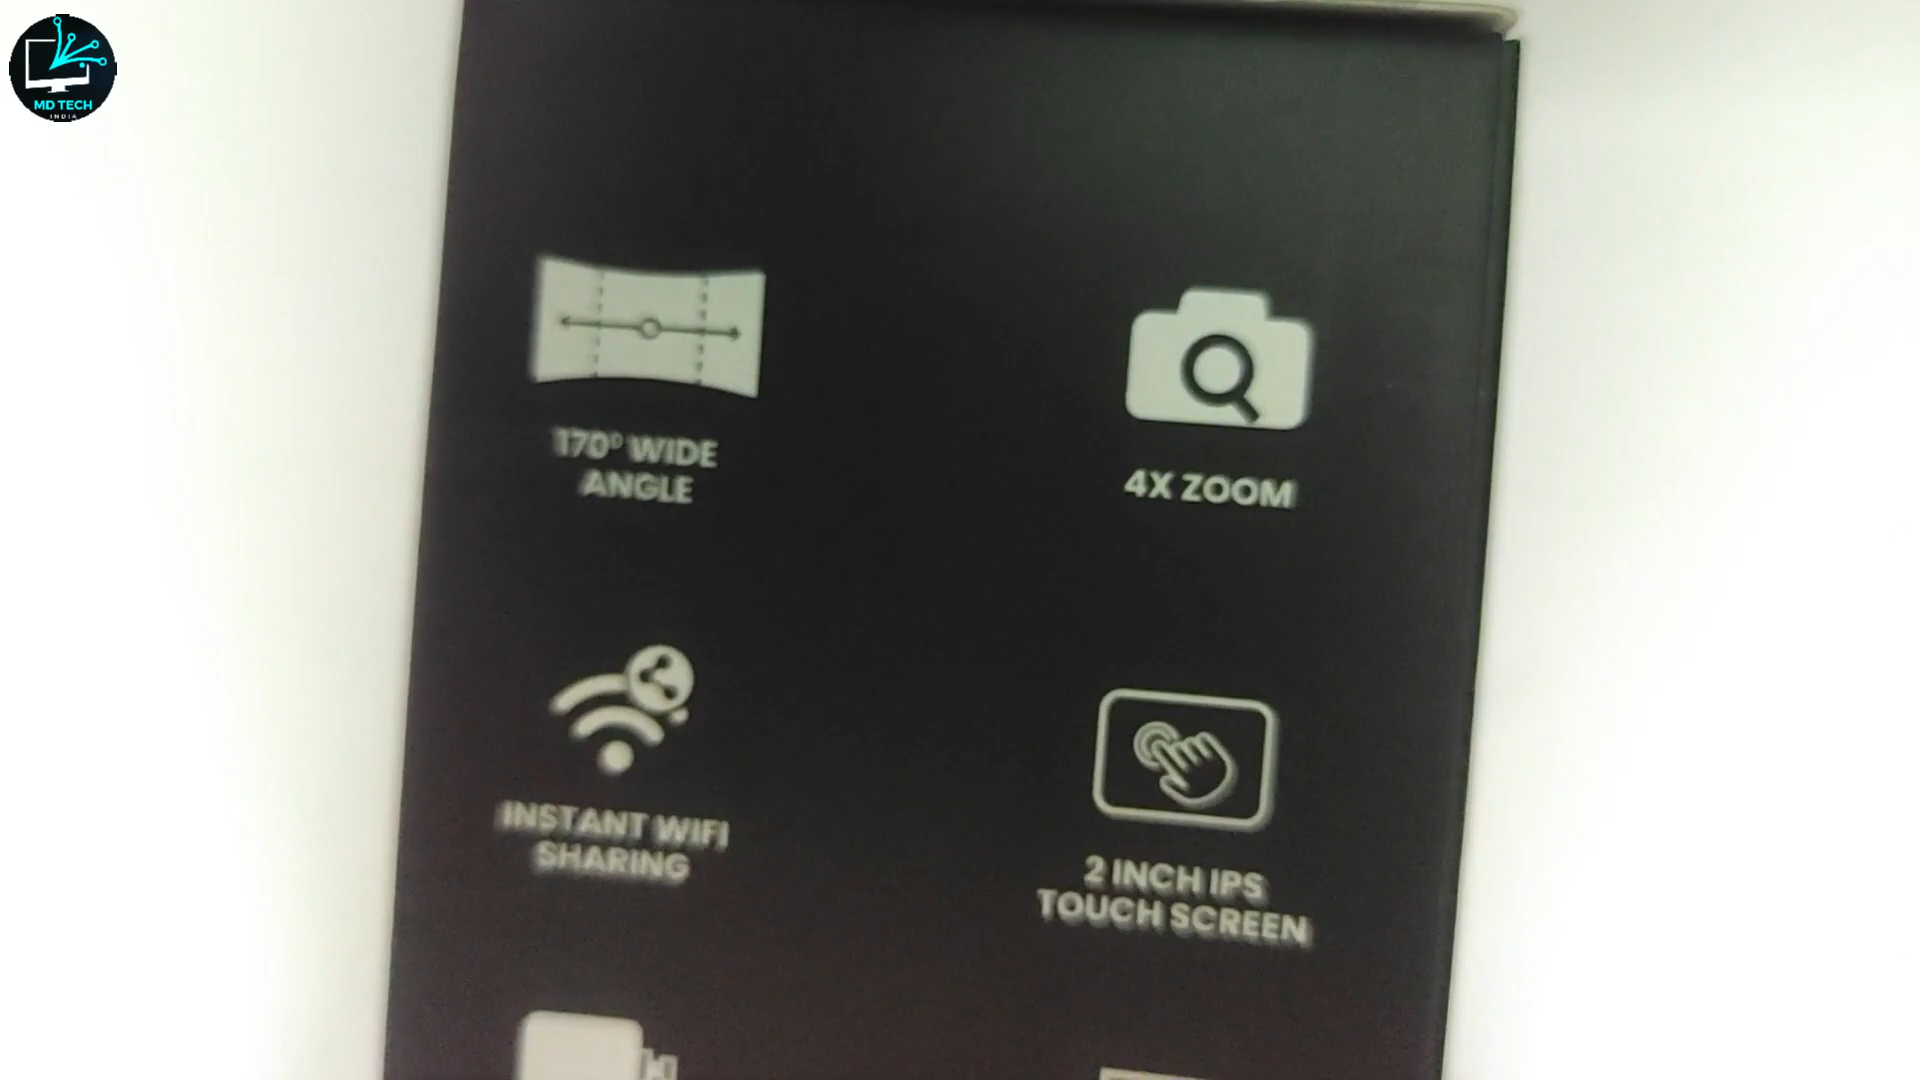 MD TECH
INDIA
170° WIDE
ANGLE
4X ZOOM
INSTANT WIFI
SHARING
2 INCH IPS
TOUCH SCREEN